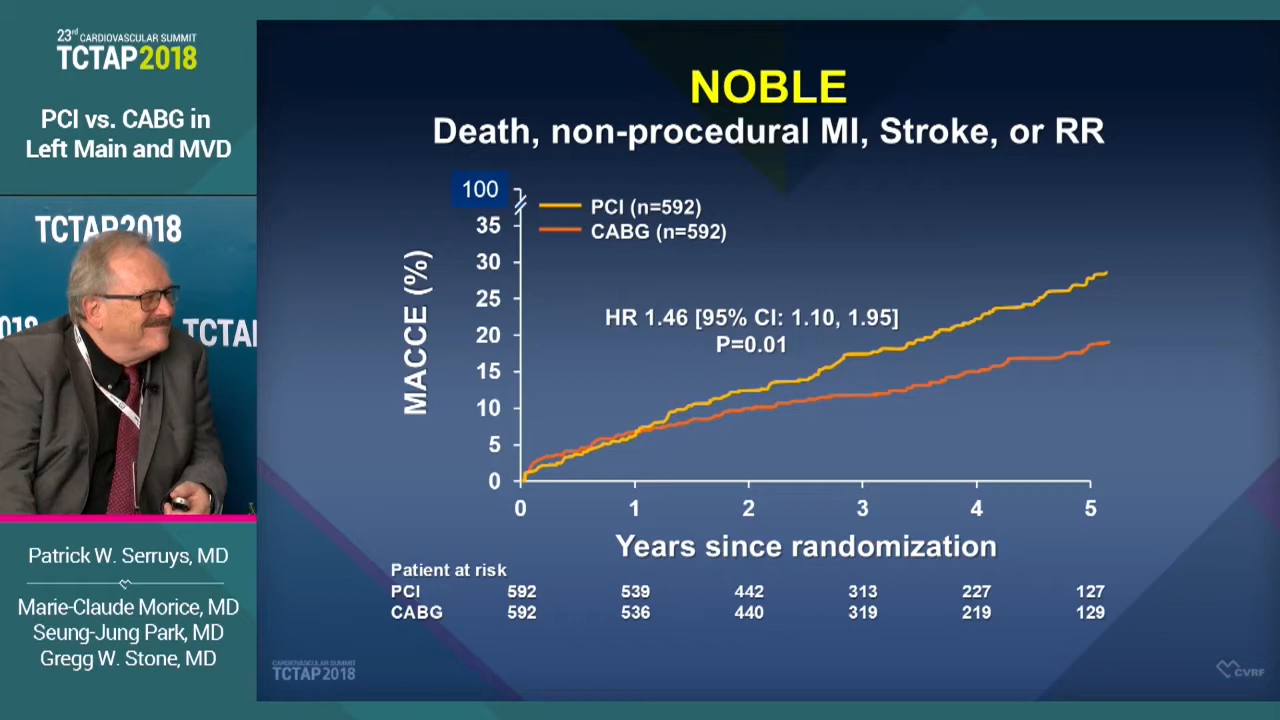 23rd CARDIOVASCULAR SUMMIT
TCTAP2018
PCI vs. CABG in
Left Main and MVD
TCTAP2018
018
TCTA
Patrick W. Serruys, MD
Marie-Claude Morice, MD
Seung-Jung Park, MD
Gregg W. Stone, MD
NOBLE
Death, non-procedural MI, Stroke, or RR
MACCE (%)
100
35
30
25
20
15
10
5
0
PCI (n=592)
CABG (n=592)
HR 1.46 [95% CI: 1.10, 1.95]
P=0.01
0 1 2 3 4 5
Years since randomization
Patient at risk
PCI 592 539 442 313 227 127
CABG 592 536 440 319 219 129
CARDIOVASCULAR SUMMIT
TCTAP2018
CVRF